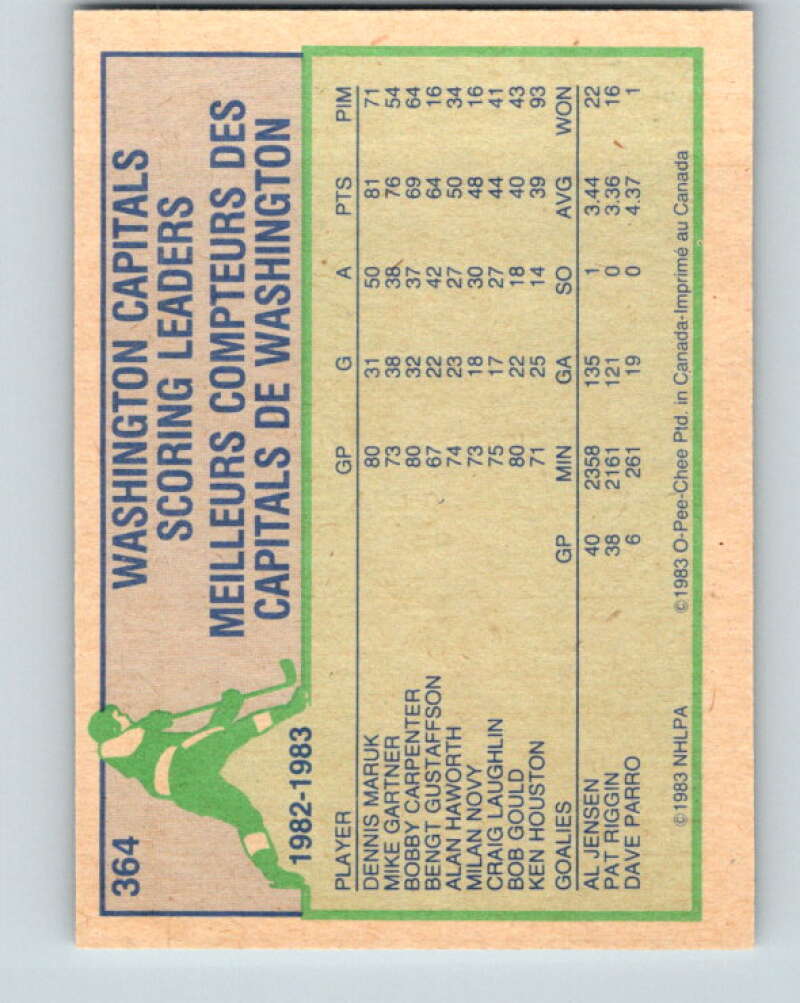 364
WASHINGTON CAPITALS
SCORING LEADERS
MEILLEURS COMPTEURS DES
CAPITALS DE WASHINGTON
1982-1983
PLAYER GP G A PTS PIM
DENNIS MARUK 80 31 50 81 71
MIKE GARTNER 73 38 38 76 54
BOBBY CARPENTER 80 32 37 69 64
BENGT GUSTAFFSON 67 22 42 64 16
ALAN HAWORTH 74 23 27 50 34
MILAN NOVY 73 18 30 48 16
CRAIG LAUGHLIN 75 17 27 44 41
BOB GOULD 80 22 18 40 43
KEN HOUSTON 71 25 14 39 93
GOALIES GP MIN GA SO AVG WON
AL JENSEN 40 2358 135 1 3.44 22
PAT RIGGIN 38 2161 121 0 3.36 16
DAVE PARRO 6 261 19 0 4.37 1
©1983 NHLPA ©1983 O-Pee-Chee Ptd. in Canada-Imprimé au Canada